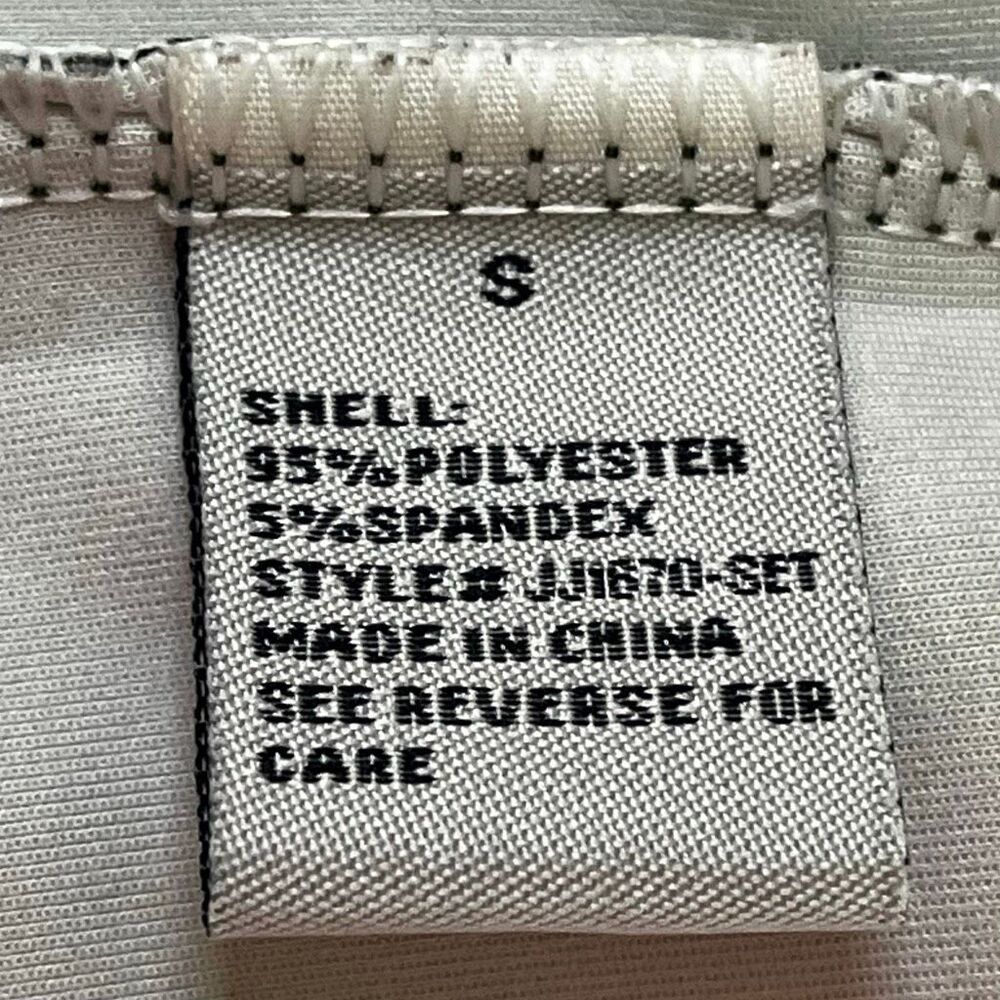 S
SHELL:
95%POLYESTER
5%SPANDEX
STYLE# JJ1670-SET
MADE IN CHINA
SEE REVERSE FOR
CARE